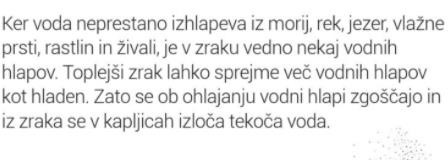 Ker voda neprestano izhlapeva iz morij, rek, jezer, vlažne
prsti, rastlin in živali, je v zraku vedno nekaj vodnih
hlapov. Toplejši zrak lahko sprejme več vodnih hlapov
kot hladen. Zato se ob ohlajanju vodni hlapi zgoščajo in
iz zraka se v kapljicah izloča tekoča voda.